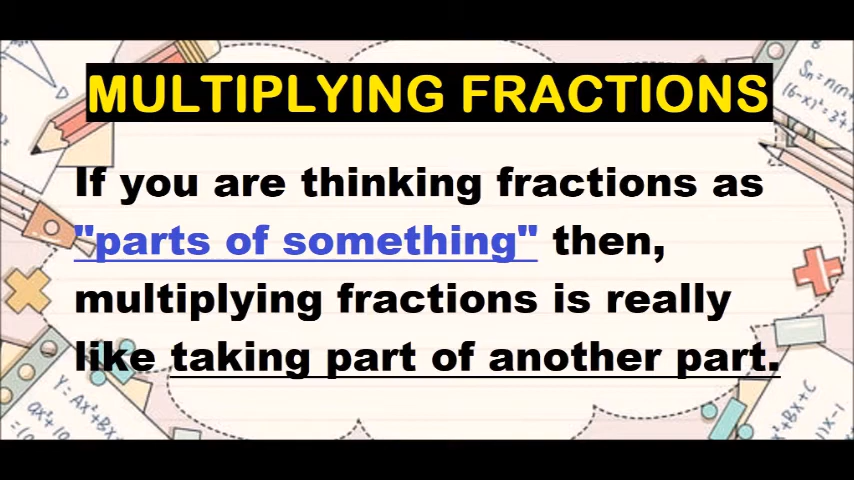 MULTIPLYING FRACTIONS
If you are thinking fractions as
"parts of something" then,
multiplying fractions is really
like taking part of another part.